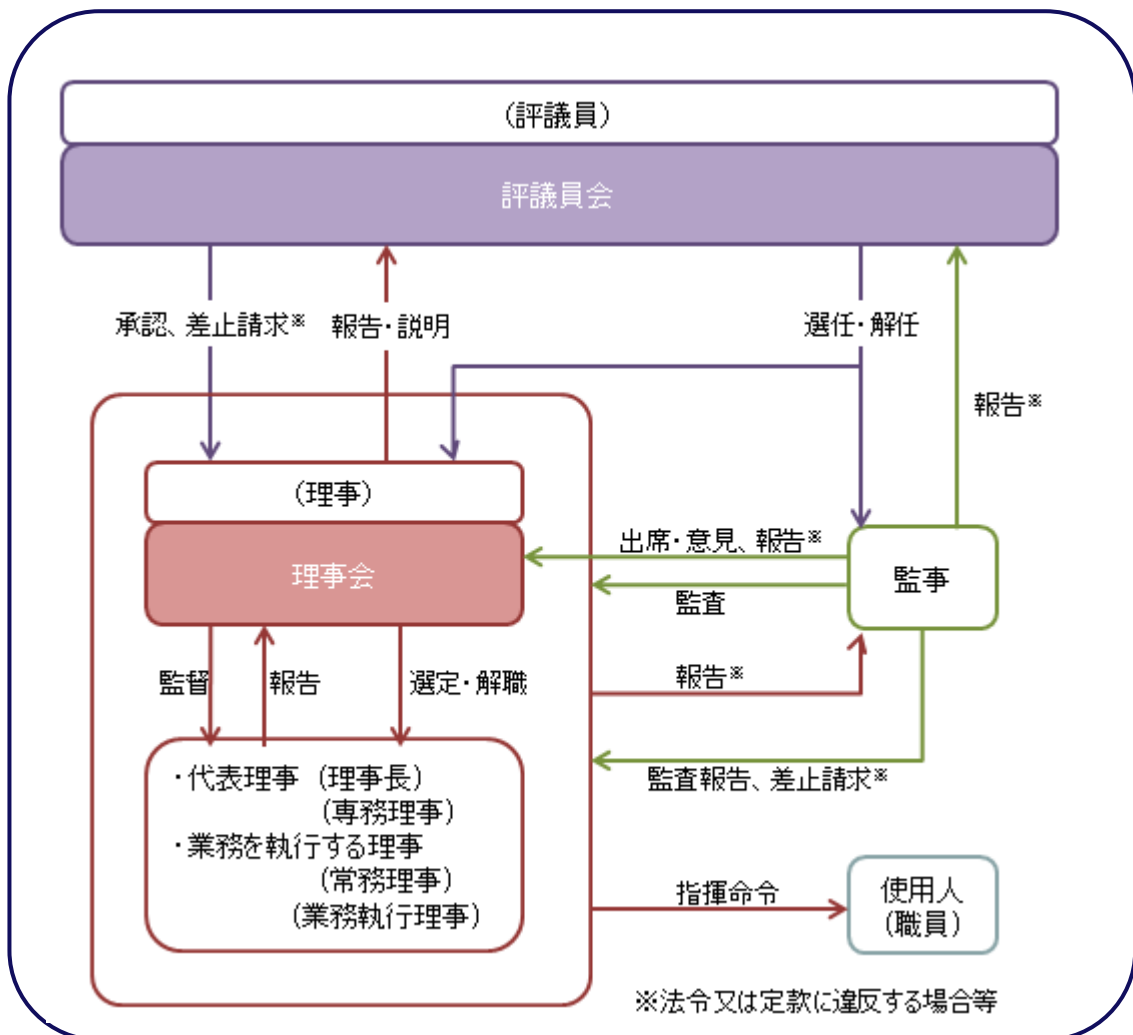 (評議員)
評議員会
承認、差止請求※
報告・説明
選任・解任
報告※
(理事)
理事会
出席・意見、報告※
監査
監事
監督
報告
選定・解職
報告※
・代表理事 (理事長)
(専務理事)
・業務を執行する理事
(常務理事)
(業務執行理事)
監査報告、差止請求※
指揮命令
使用人
(職員)
※法令又は定款に違反する場合等